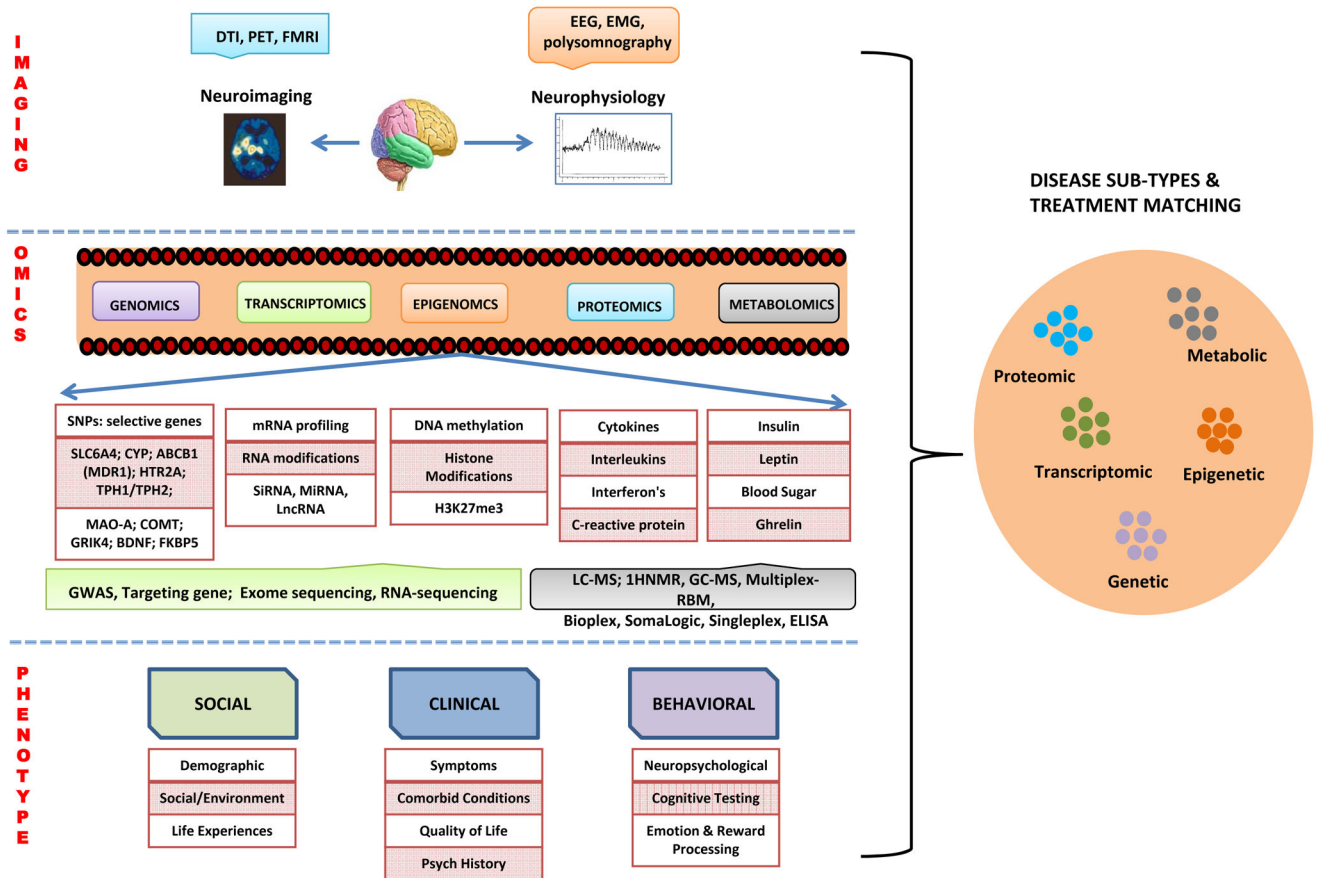 IMAGING
DTI, PET, FMRI
EEG, EMG,
polysomnography
Neuroimaging
Neurophysiology
OMICS
GENOMICS
TRANSCRIPTOMICS
EPIGENOMCS
PROTEOMICS
METABOLOMICS
SNPs: selective genes
SLC6A4; CYP; ABCB1
(MDR1); HTR2A;
TPH1/TPH2;
MAO-A; COMT;
GRIK4; BDNF; FKBP5
mRNA profiling
RNA modifications
SiRNA, MiRNA,
LncRNA
DNA methylation
Histone
Modifications
H3K27me3
Cytokines
Interleukins
Interferon's
C-reactive protein
Insulin
Leptin
Blood Sugar
Ghrelin
GWAS, Targeting gene; Exome sequencing, RNA-sequencing
LC-MS; 1HNMR, GC-MS, Multiplex-
RBM,
Bioplex, SomaLogic, Singleplex, ELISA
PHENOTYPE
SOCIAL
Demographic
Social/Environment
Life Experiences
CLINICAL
Symptoms
Comorbid Conditions
Quality of Life
Psych History
BEHAVIORAL
Neuropsychological
Cognitive Testing
Emotion & Reward
Processing
DISEASE SUB-TYPES &
TREATMENT MATCHING
Proteomic
Metabolic
Transcriptomic
Epigenetic
Genetic